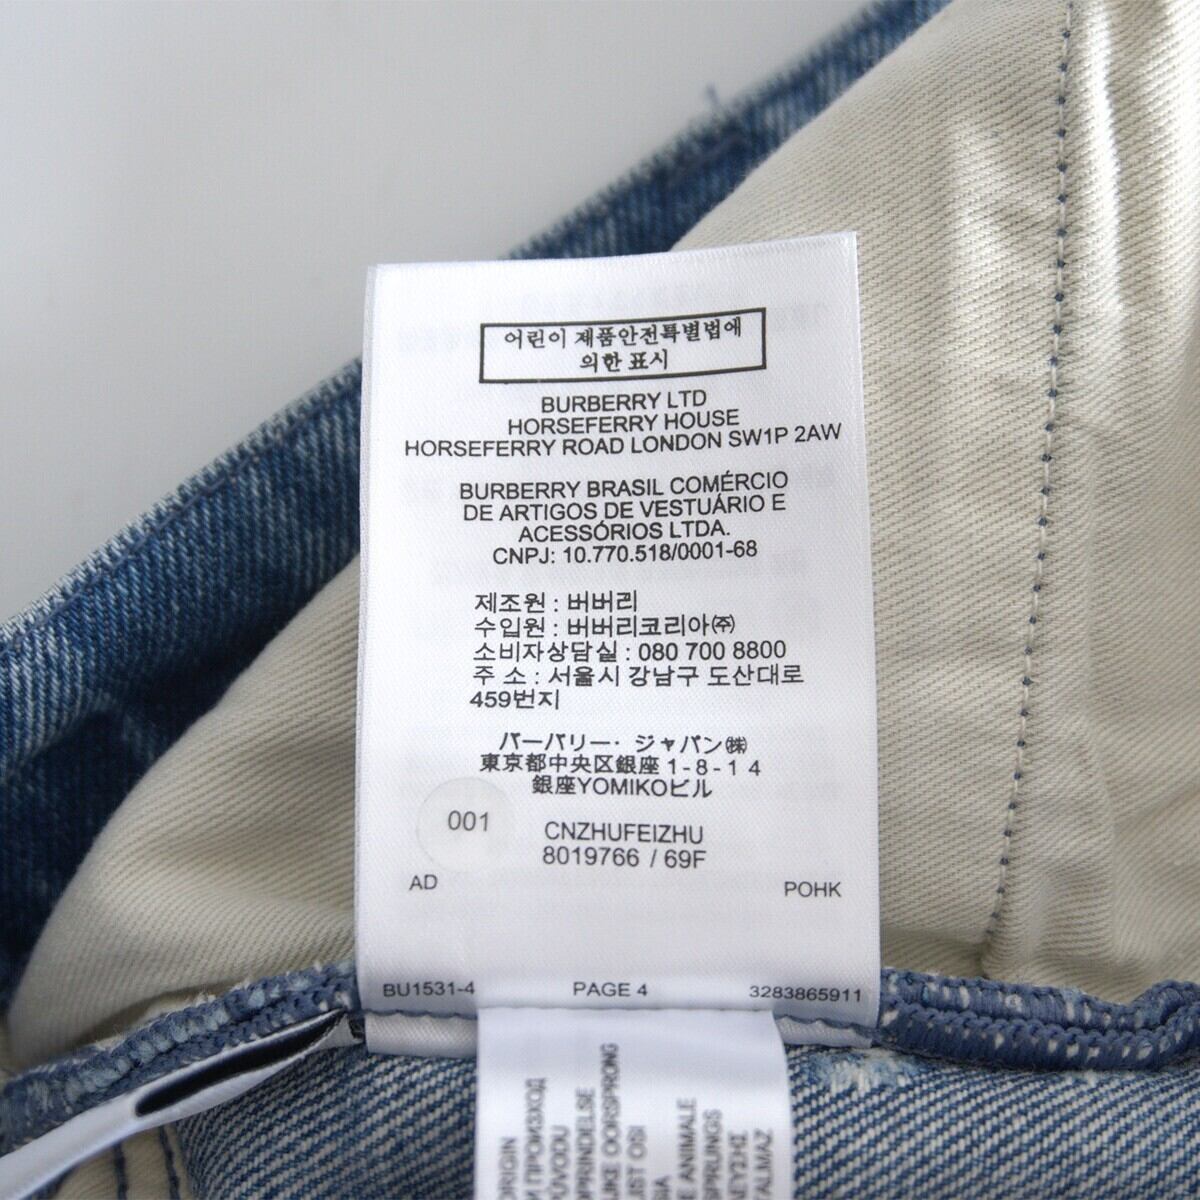 어린이 제품안전특별법에
의한 표시
BURBERRY LTD
HORSEFERRY HOUSE
HORSEFERRY ROAD LONDON SW1P 2AW
BURBERRY BRASIL COMÉRCIO
DE ARTIGOS DE VESTUÁRIO E
ACESSÓRIOS LTDA.
CNPJ: 10.770.518/0001-68
제조원 : 버버리
수입원 : 버버리코리아㈜
소비자상담실 : 080 700 8800
주 소 : 서울시 강남구 도산대로
459번지
バーバリー・ジャパン㈱
東京都中央区銀座 1-8-14
銀座YOMIKOビル
001
CNZHUFEIZHU
8019766 / 69F
AD
POHK
BU1531-4
PAGE 4
3283865911
ORIGIN
ПРОИЗХОД
PŮVODU
OPRINDELSE
LIKE OORSPRONG